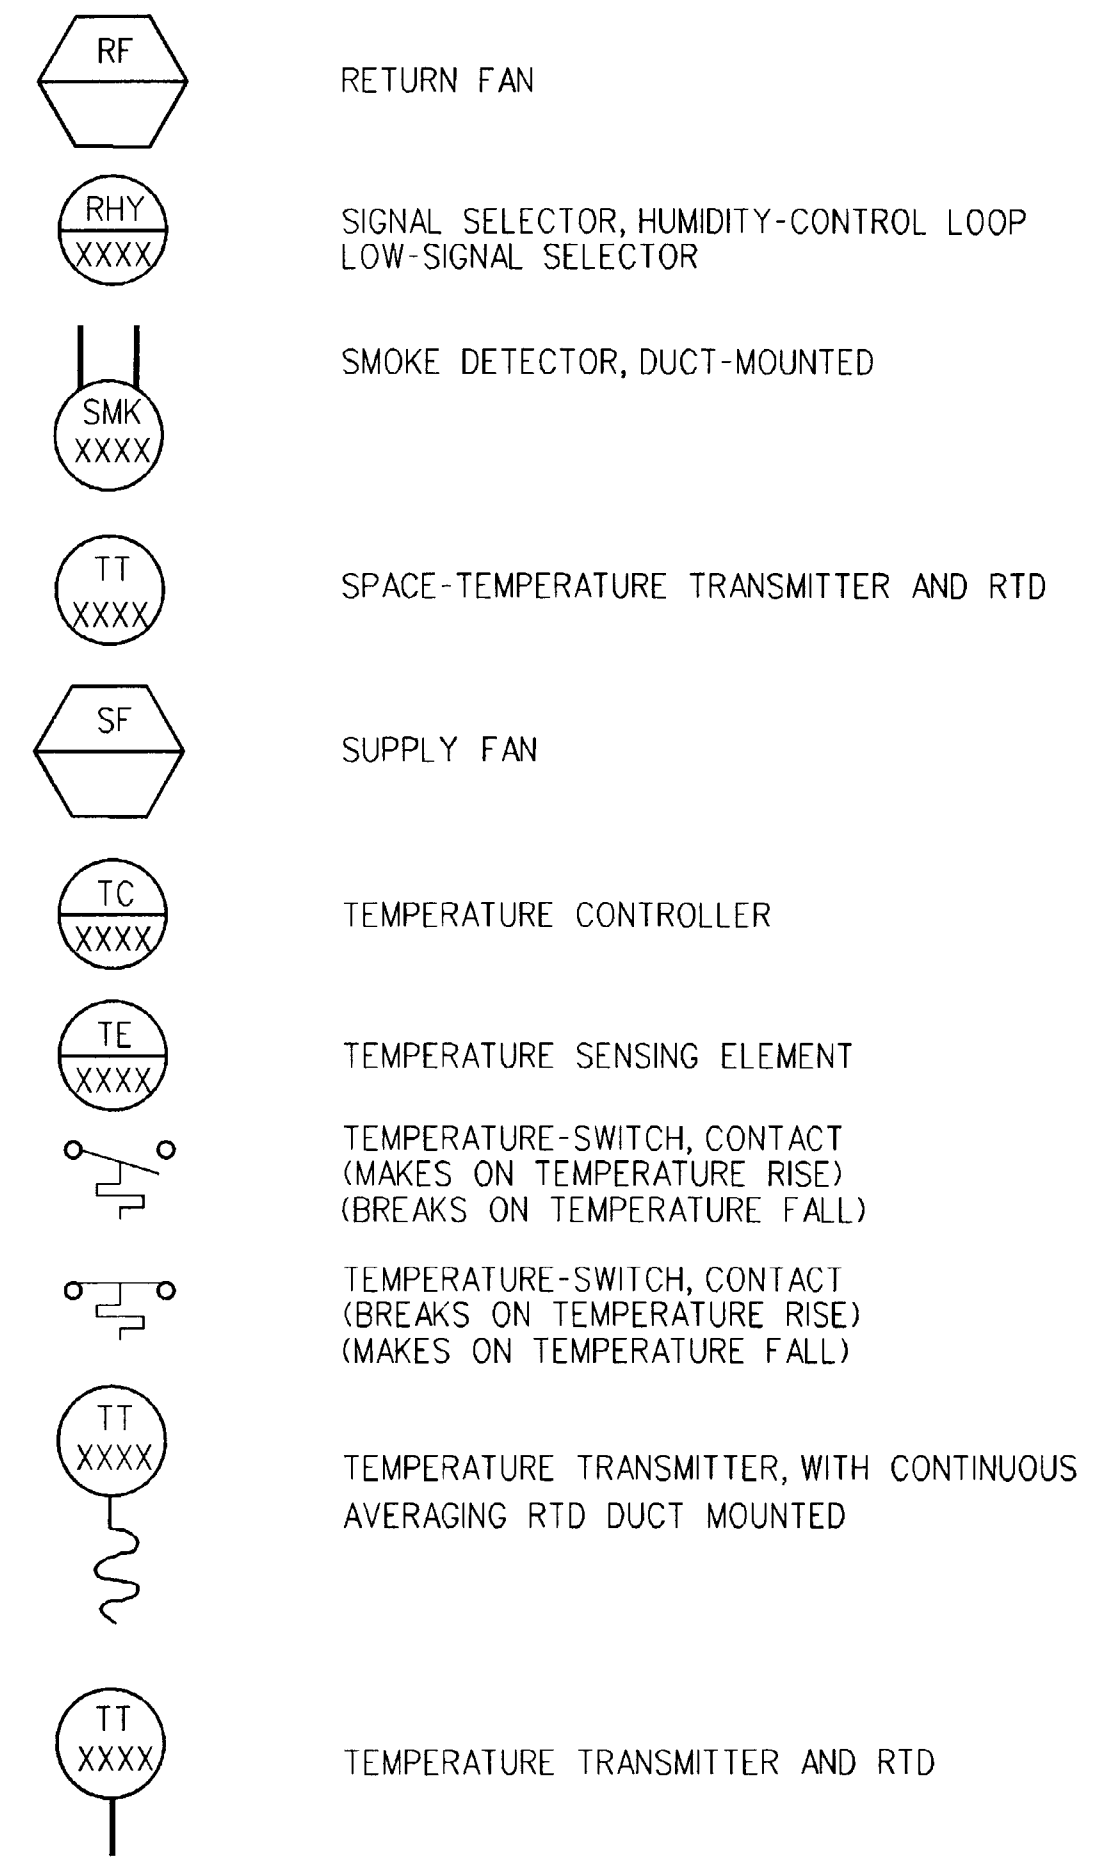 RF
RETURN FAN
RHY
XXXX
SIGNAL SELECTOR, HUMIDITY-CONTROL LOOP
LOW-SIGNAL SELECTOR
SMOKE DETECTOR, DUCT-MOUNTED
SMK
XXXX
TT
XXXX
SPACE-TEMPERATURE TRANSMITTER AND RTD
SF
SUPPLY FAN
TC
XXXX
TEMPERATURE CONTROLLER
TE
XXXX
TEMPERATURE SENSING ELEMENT
TEMPERATURE-SWITCH, CONTACT
(MAKES ON TEMPERATURE RISE)
(BREAKS ON TEMPERATURE FALL)
TEMPERATURE-SWITCH, CONTACT
(BREAKS ON TEMPERATURE RISE)
(MAKES ON TEMPERATURE FALL)
TT
XXXX
TEMPERATURE TRANSMITTER, WITH CONTINUOUS
AVERAGING RTD DUCT MOUNTED
TT
XXXX
TEMPERATURE TRANSMITTER AND RTD